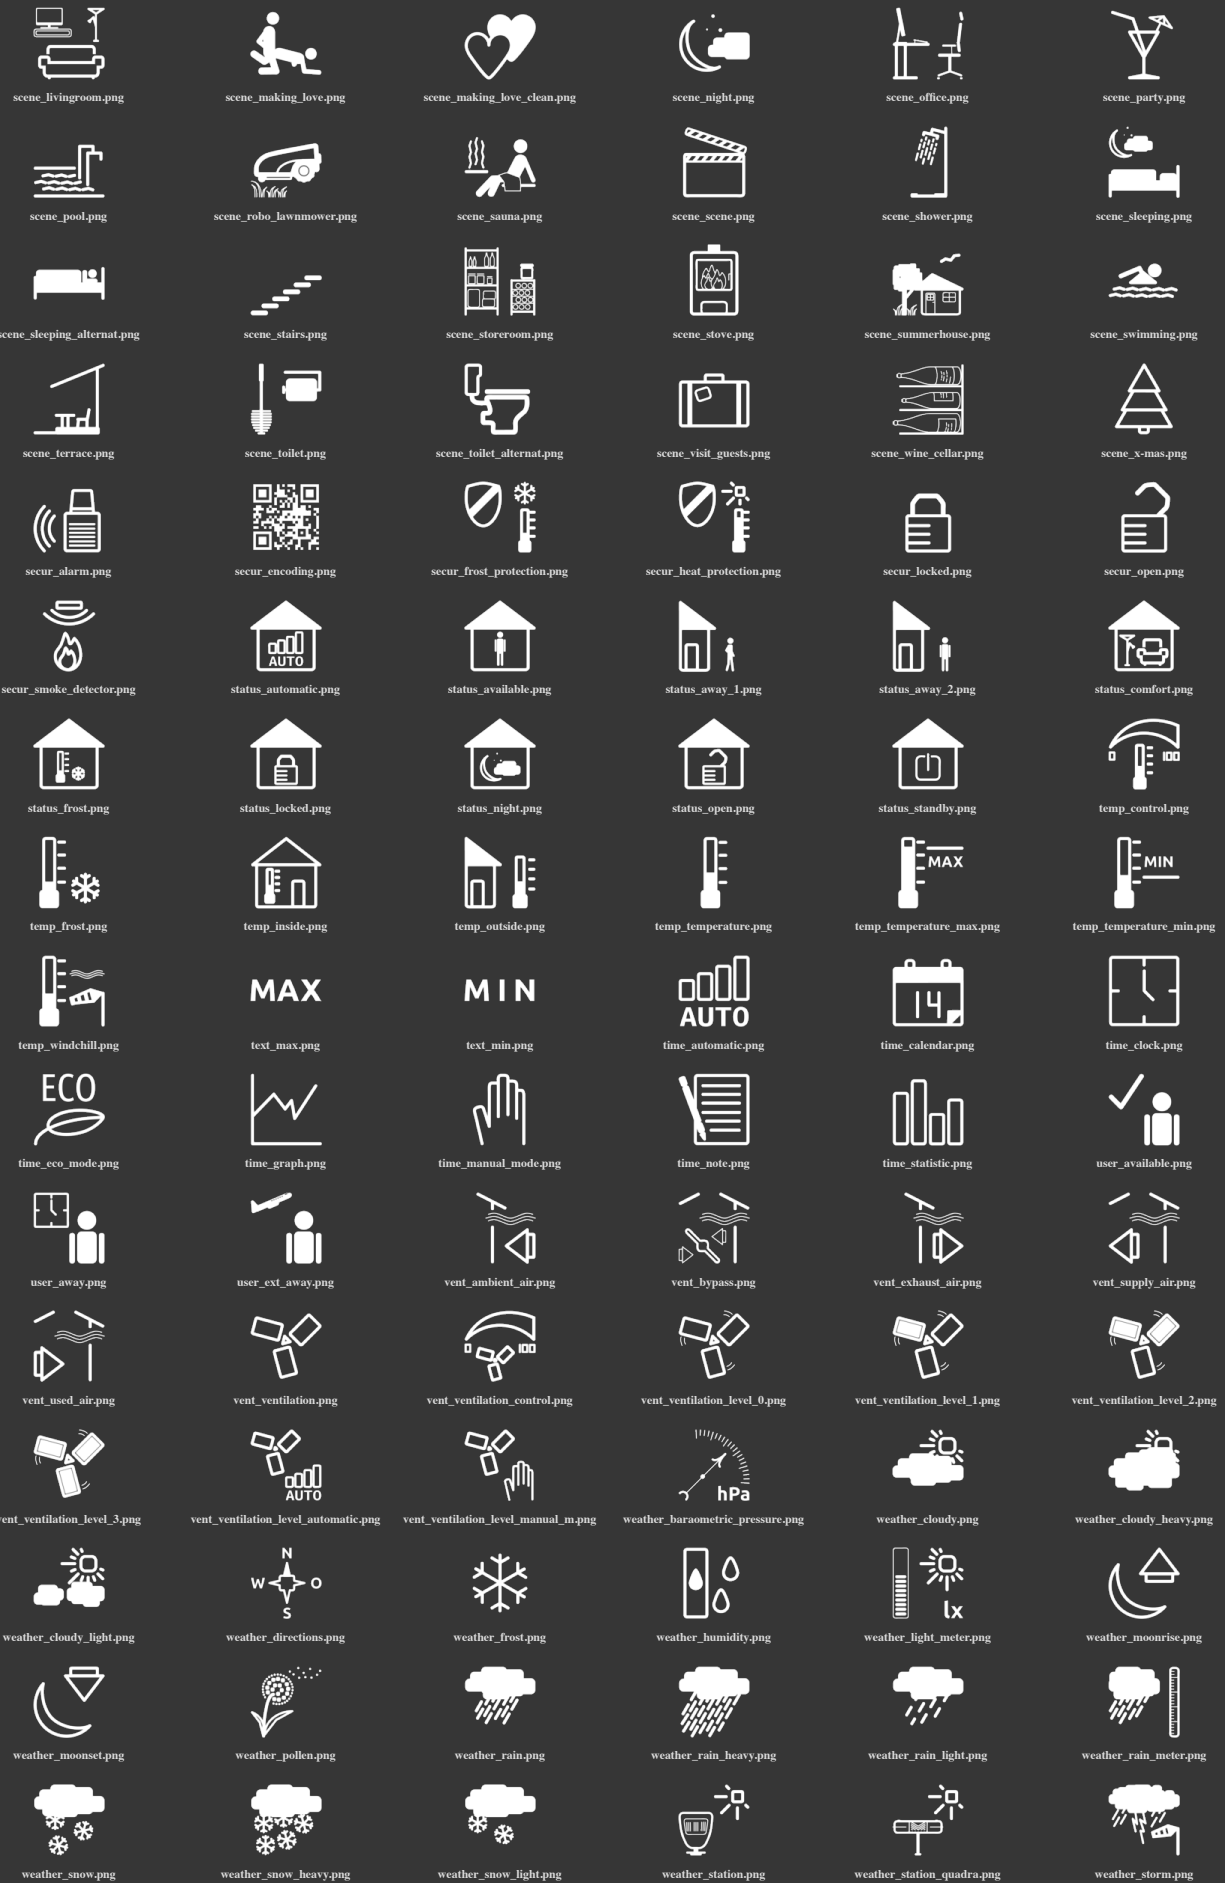 scene_livingroom.png scene_making_love.png scene_making_love_clean.png scene_night.png scene_office.png scene_party.png
scene_pool.png scene_robo_lawnmower.png scene_sauna.png scene_scene.png scene_shower.png scene_sleeping.png
scene_sleeping_alternat.png scene_stairs.png scene_storeroom.png scene_stove.png scene_summerhouse.png scene_swimming.png
scene_terrace.png scene_toilet.png scene_toilet_alternat.png scene_visit_guests.png scene_wine_cellar.png scene_x-mas.png
secur_alarm.png secur_encoding.png secur_frost_protection.png secur_heat_protection.png secur_locked.png secur_open.png
AUTO
secur_smoke_detector.png status_automatic.png status_available.png status_away_1.png status_away_2.png status_comfort.png
0 100
status_frost.png status_locked.png status_night.png status_open.png status_standby.png temp_control.png
MAX MIN
temp_frost.png temp_inside.png temp_outside.png temp_temperature.png temp_temperature_max.png temp_temperature_min.png
MAX MIN AUTO 14
temp_windchill.png text_max.png text_min.png time_automatic.png time_calendar.png time_clock.png
ECO
time_eco_mode.png time_graph.png time_manual_mode.png time_note.png time_statistic.png user_available.png
user_away.png user_ext_away.png vent_ambient_air.png vent_bypass.png vent_exhaust_air.png vent_supply_air.png
0 100
vent_used_air.png vent_ventilation.png vent_ventilation_control.png vent_ventilation_level_0.png vent_ventilation_level_1.png vent_ventilation_level_2.png
AUTO hPa
vent_ventilation_level_3.png vent_ventilation_level_automatic.png vent_ventilation_level_manual_m.png weather_baraometric_pressure.png weather_cloudy.png weather_cloudy_heavy.png
N
W O
S lx
weather_cloudy_light.png weather_directions.png weather_frost.png weather_humidity.png weather_light_meter.png weather_moonrise.png
weather_moonset.png weather_pollen.png weather_rain.png weather_rain_heavy.png weather_rain_light.png weather_rain_meter.png
weather_snow.png weather_snow_heavy.png weather_snow_light.png weather_station.png weather_station_quadra.png weather_storm.png